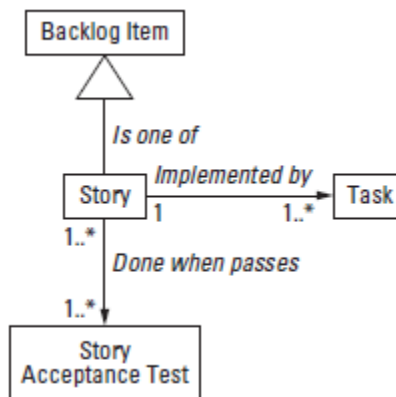 Backlog Item
Is one of
Implemented by
Story
1
1..*
Task
1..*
Done when passes
1..*
Story
Acceptance Test